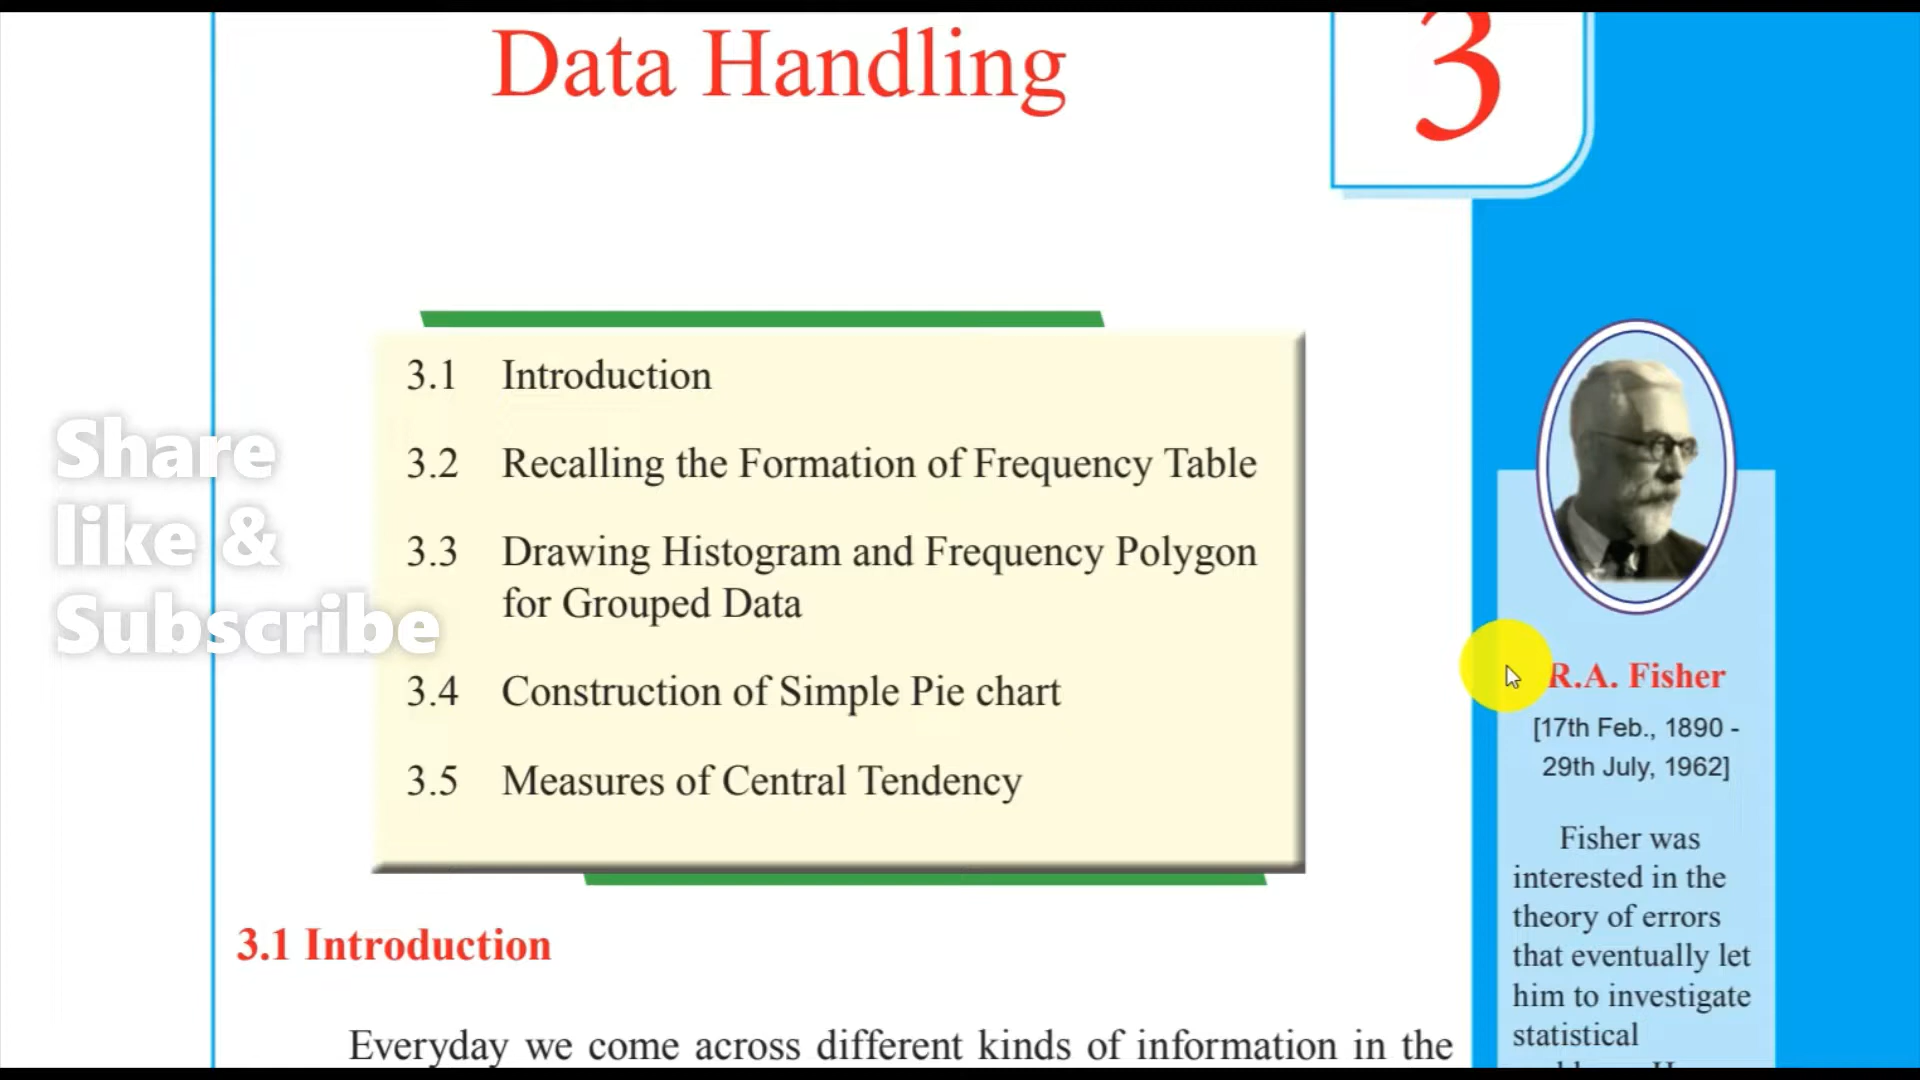 Data Handling
3
3.1 Introduction
3.2 Recalling the Formation of Frequency Table
3.3 Drawing Histogram and Frequency Polygon
for Grouped Data
3.4 Construction of Simple Pie chart
3.5 Measures of Central Tendency
Share
like &
Subscribe
3.1 Introduction
Everyday we come across different kinds of information in the
R.A. Fisher
[17th Feb., 1890 -
29th July, 1962]
Fisher was
interested in the
theory of errors
that eventually let
him to investigate
statistical